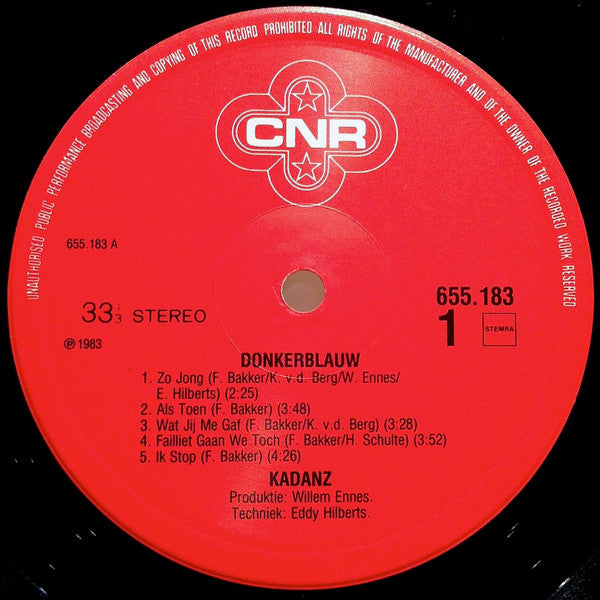 UNAUTHORISED PUBLIC PERFORMANCE BROADCASTING AND COPYING OF THIS RECORD PROHIBITED ALL RIGHTS OF THE MANUFACTURER AND OF THE OWNER OF THE RECORDED WORK RESERVED
CNR
655.183 A
33 1/3 STEREO
℗ 1983
655.183
1
STEMRA
DONKERBLAUW
1. Zo Jong (F. Bakker/K. v.d. Berg/W. Ennes/
E. Hilberts) (2:25)
2. Als Toen (F. Bakker) (3:48)
3. Wat Jij Me Gaf (F. Bakker/K. v.d. Berg) (3:28)
4. Failliet Gaan We Toch (F. Bakker/H. Schulte) (3:52)
5. Ik Stop (F. Bakker) (4:26)
KADANZ
Produktie: Willem Ennes.
Techniek: Eddy Hilberts.